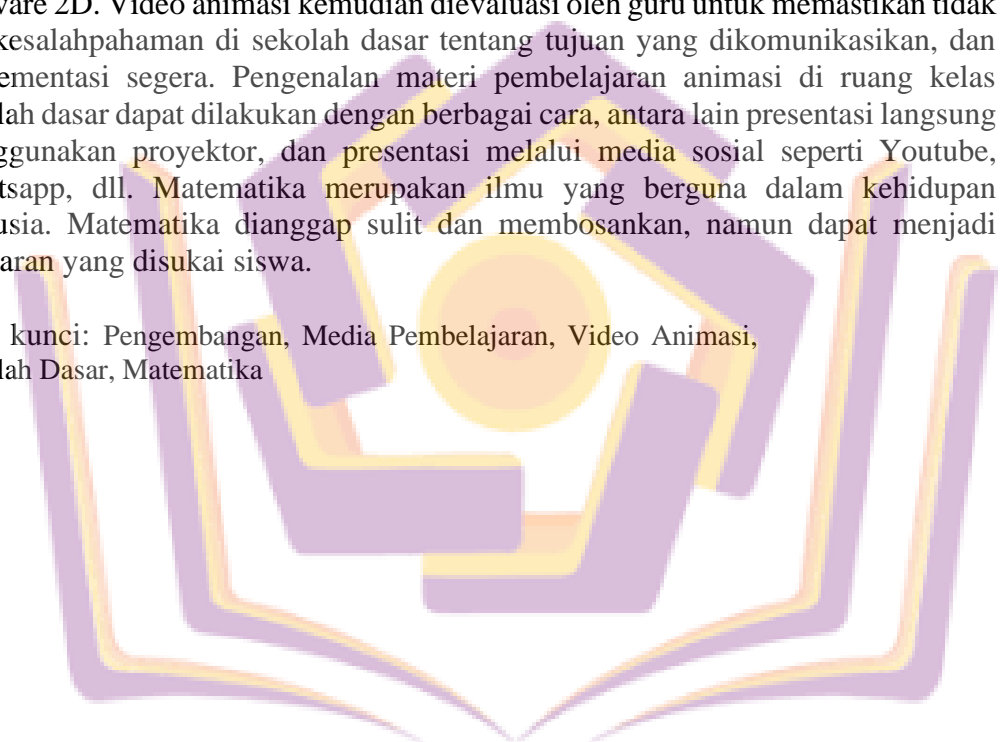 ware 2D. Video animasi kemudian dievaluasi oleh guru untuk memastikan tidak
kesalahpahaman di sekolah dasar tentang tujuan yang dikomunikasikan, dan
ementasi segera. Pengenalan materi pembelajaran animasi di ruang kelas
lah dasar dapat dilakukan dengan berbagai cara, antara lain presentasi langsung
ggunakan proyektor, dan presentasi melalui media sosial seperti Youtube,
tsapp, dll. Matematika merupakan ilmu yang berguna dalam kehidupan
usia. Matematika dianggap sulit dan membosankan, namun dapat menjadi
aran yang disukai siswa.
kunci: Pengembangan, Media Pembelajaran, Video Animasi,
lah Dasar, Matematika